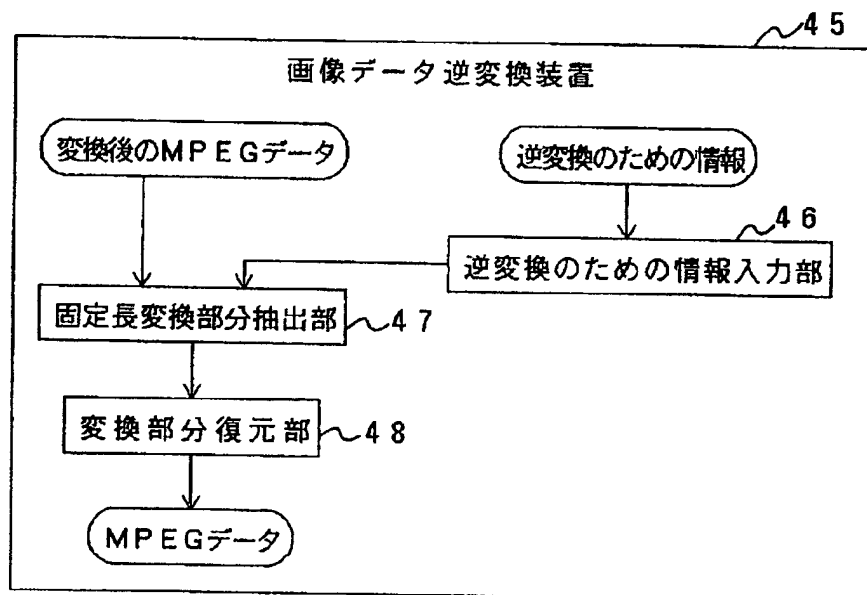 45
画像データ逆変換装置
変換後のMPEGデータ
逆変換のための情報
46
逆変換のための情報入力部
固定長変換部分抽出部
47
変換部分復元部
48
MPEGデータ